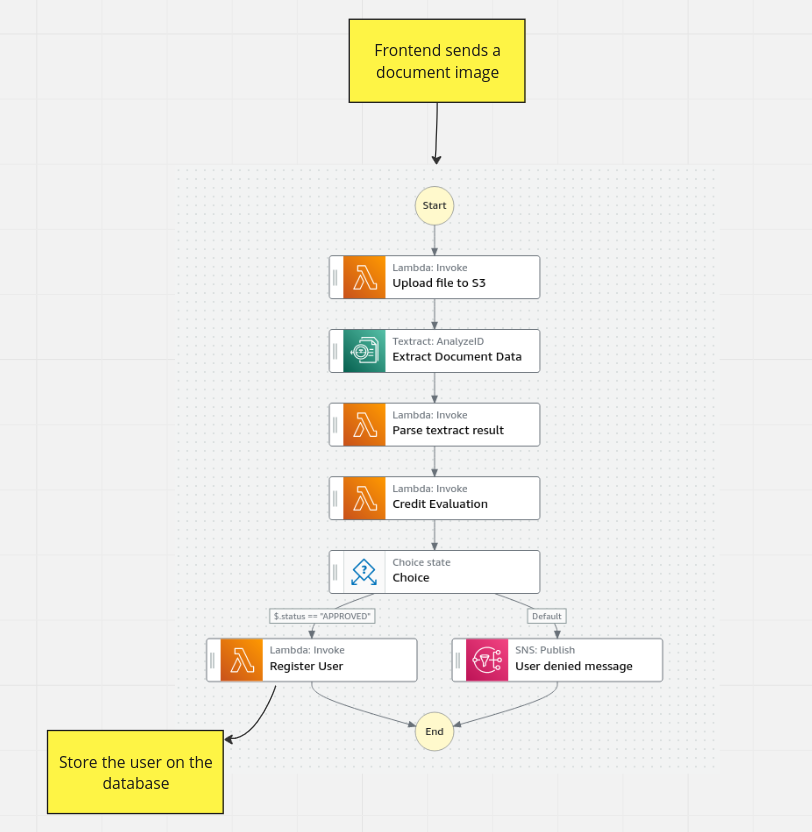 Frontend sends a
document image
Start
Lambda: Invoke
Upload file to S3
Textract: AnalyzeID
Extract Document Data
Lambda: Invoke
Parse textract result
Lambda: Invoke
Credit Evaluation
Choice state
Choice
$.status == "APPROVED"
Default
Lambda: Invoke
Register User
SNS: Publish
User denied message
End
Store the user on the
database